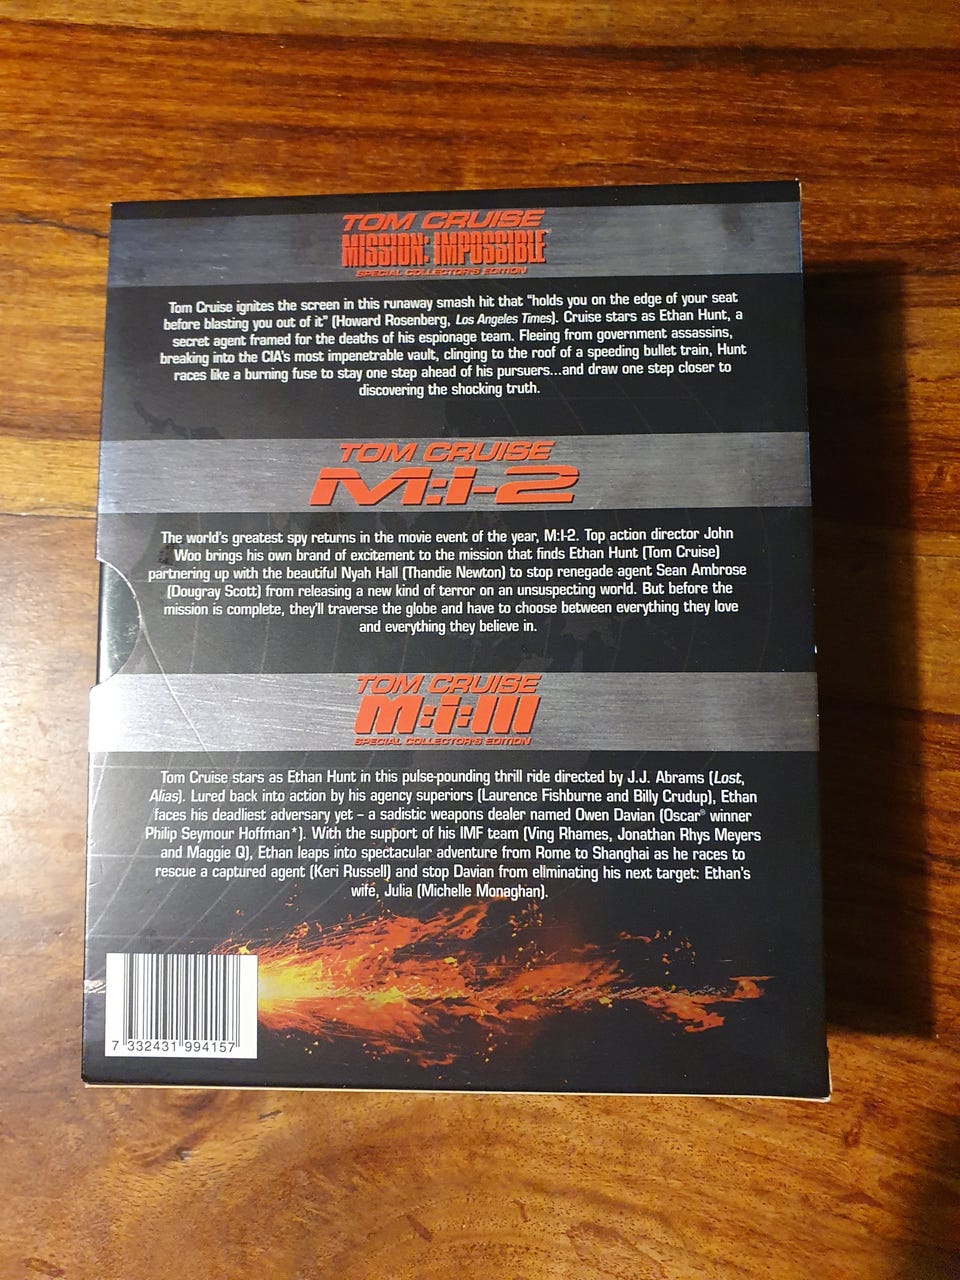 TOM CRUISE
MISSION: IMPOSSIBLE
SPECIAL COLLECTOR'S EDITION
Tom Cruise ignites the screen in this runaway smash hit that "holds you on the edge of your seat
before blasting you out of it" (Howard Rosenberg, Los Angeles Times). Cruise stars as Ethan Hunt, a
secret agent framed for the deaths of his espionage team. Fleeing from government assassins,
breaking into the CIA's most impenetrable vault, clinging to the roof of a speeding bullet train, Hunt
races like a burning fuse to stay one step ahead of his pursuers...and draw one step closer to
discovering the shocking truth.
TOM CRUISE
M:I-2
The world's greatest spy returns in the movie event of the year, M:I-2. Top action director John
Woo brings his own brand of excitement to the mission that finds Ethan Hunt (Tom Cruise)
partnering up with the beautiful Nyah Hall (Thandie Newton) to stop renegade agent Sean Ambrose
(Dougray Scott) from releasing a new kind of terror on an unsuspecting world. But before the
mission is complete, they'll traverse the globe and have to choose between everything they love
and everything they believe in.
TOM CRUISE
M:i:III
SPECIAL COLLECTOR'S EDITION
Tom Cruise stars as Ethan Hunt in this pulse-pounding thrill ride directed by J.J. Abrams (Lost,
Alias). Lured back into action by his agency superiors (Laurence Fishburne and Billy Crudup), Ethan
faces his deadliest adversary yet – a sadistic weapons dealer named Owen Davian (Oscar® winner
Philip Seymour Hoffman*). With the support of his IMF team (Ving Rhames, Jonathan Rhys Meyers
and Maggie Q), Ethan leaps into spectacular adventure from Rome to Shanghai as he races to
rescue a captured agent (Keri Russell) and stop Davian from eliminating his next target: Ethan's
wife, Julia (Michelle Monaghan).
7 332431 994157